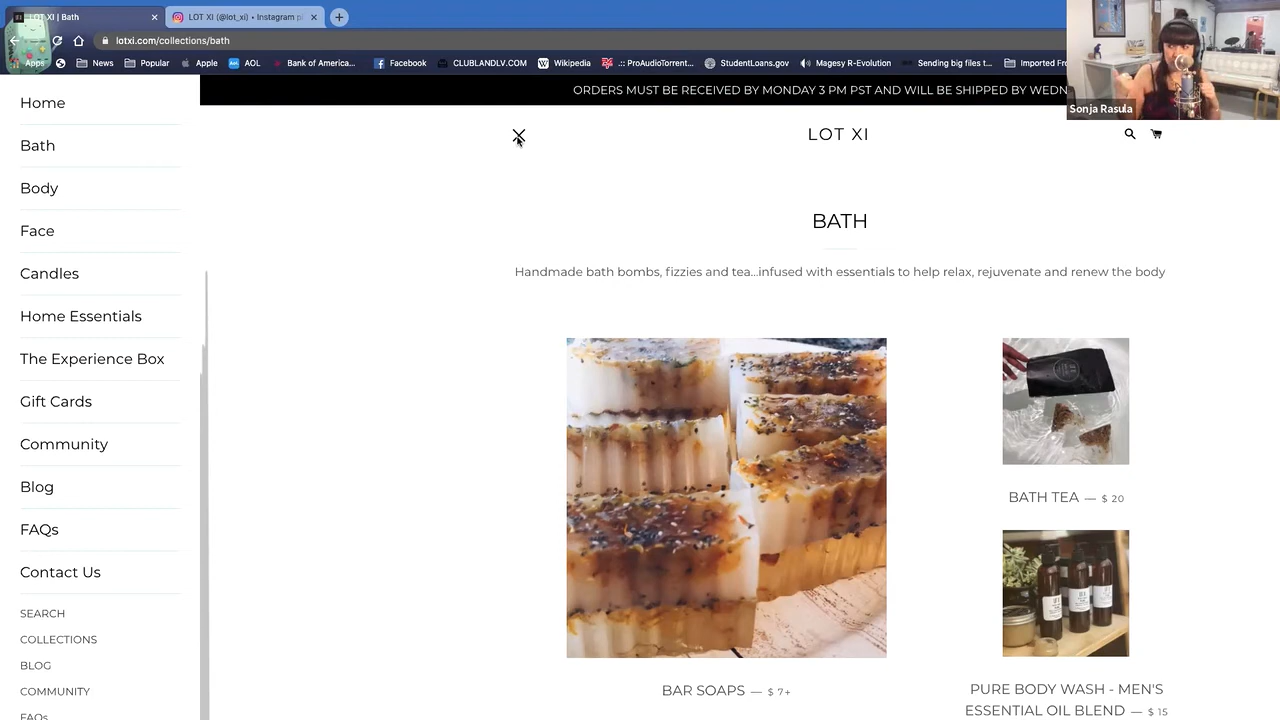 LOT XI | Bath
LOT XI (@lot_xi) • Instagram p
lotxi.com/collections/bath
Apps
News
Popular
Apple
AOL
Bank of America...
Facebook
CLUBLANDLV.COM
Wikipedia
.:: ProAudioTorrent...
StudentLoans.gov
Magesy R-Evolution
Sending big files t...
Imported Fro
Sonja Rasula
ORDERS MUST BE RECEIVED BY MONDAY 3 PM PST AND WILL BE SHIPPED BY WEDN
LOT XI
Home
Bath
Body
Face
Candles
Home Essentials
The Experience Box
Gift Cards
Community
Blog
FAQs
Contact Us
SEARCH
COLLECTIONS
BLOG
COMMUNITY
FAQs
BATH
Handmade bath bombs, fizzies and tea...infused with essentials to help relax, rejuvenate and renew the body
BAR SOAPS — $ 7+
BATH TEA — $ 20
PURE BODY WASH - MEN'S
ESSENTIAL OIL BLEND — $ 15